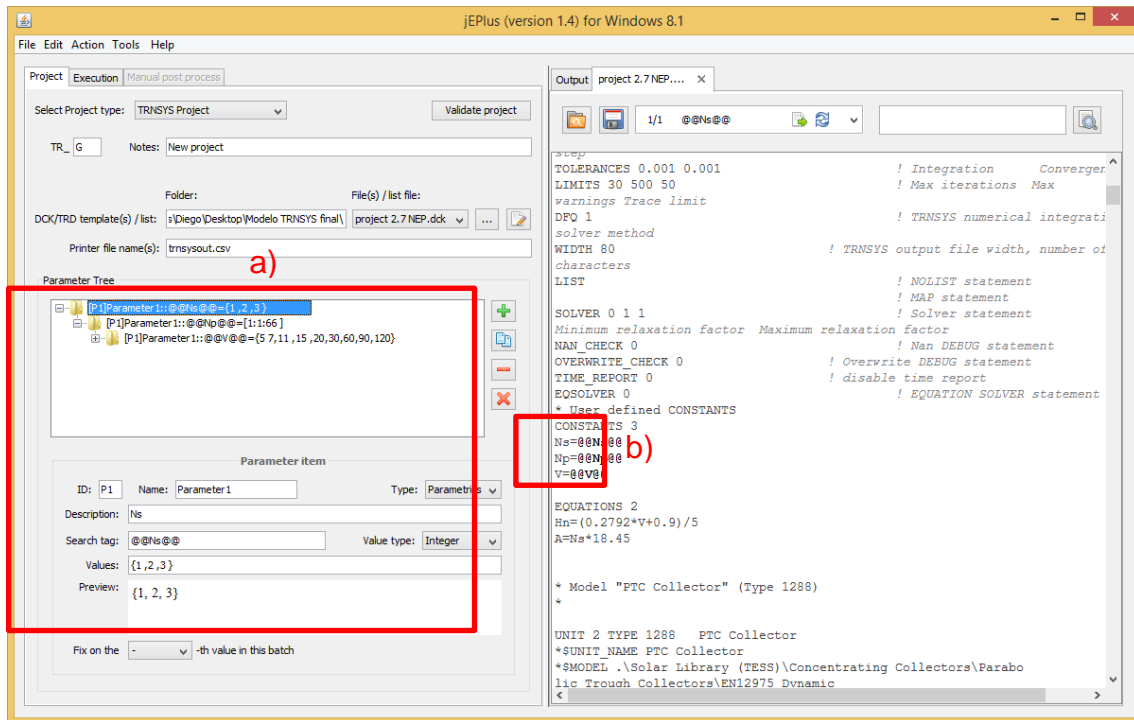 jEPlus (version 1.4) for Windows 8.1
File Edit Action Tools Help
Project Execution Manual post process
Select Project type: TRNSYS Project Validate project
TR_ G Notes: New project
Folder: File(s) / list file:
DCK/TRD template(s) / list: s\Diego\Desktop\Modelo TRNSYS final\ project 2.7 NEP.dck ...
Printer file name(s): trnsysout.csv
a)
Parameter Tree
[P1]Parameter1::@@Ns@@={1 ,2 ,3 }
[P1]Parameter1::@@Np@@=[1:1:66 ]
[P1]Parameter1::@@V@@={5 7,11 ,15 ,20,30,60,90,120}
Parameter item
ID: P1 Name: Parameter1 Type: Parametrics
Description: Ns
Search tag: @@Ns@@ Value type: Integer
Values: {1,2,3}
Preview: {1, 2, 3}
Fix on the - -th value in this batch
Output project 2.7 NEP.... X
1/1 @@Ns@@
step
TOLERANCES 0.001 0.001 ! Integration Convergen
LIMITS 30 500 50 ! Max iterations Max
warnings Trace limit
DFQ 1 ! TRNSYS numerical integrati
solver method
WIDTH 80 ! TRNSYS output file width, number of
characters
LIST ! NOLIST statement
! MAP statement
SOLVER 0 1 1 ! Solver statement
Minimum relaxation factor Maximum relaxation factor
NAN_CHECK 0 ! Nan DEBUG statement
OVERWRITE_CHECK 0 ! Overwrite DEBUG statement
TIME_REPORT 0 ! disable time report
EQSOLVER 0 ! EQUATION SOLVER statement
* User defined CONSTANTS
CONSTANTS 3
Ns=@@Ns@@
Np=@@Np@@
V=@@V@@
b)
EQUATIONS 2
Hn=(0.2792*V+0.9)/5
A=Ns*18.45
* Model "PTC Collector" (Type 1288)
*
UNIT 2 TYPE 1288 PTC Collector
*$UNIT_NAME PTC Collector
*$MODEL .\Solar Library (TESS)\Concentrating Collectors\Parabo
lic Trough Collectors\EN12975 Dynamic